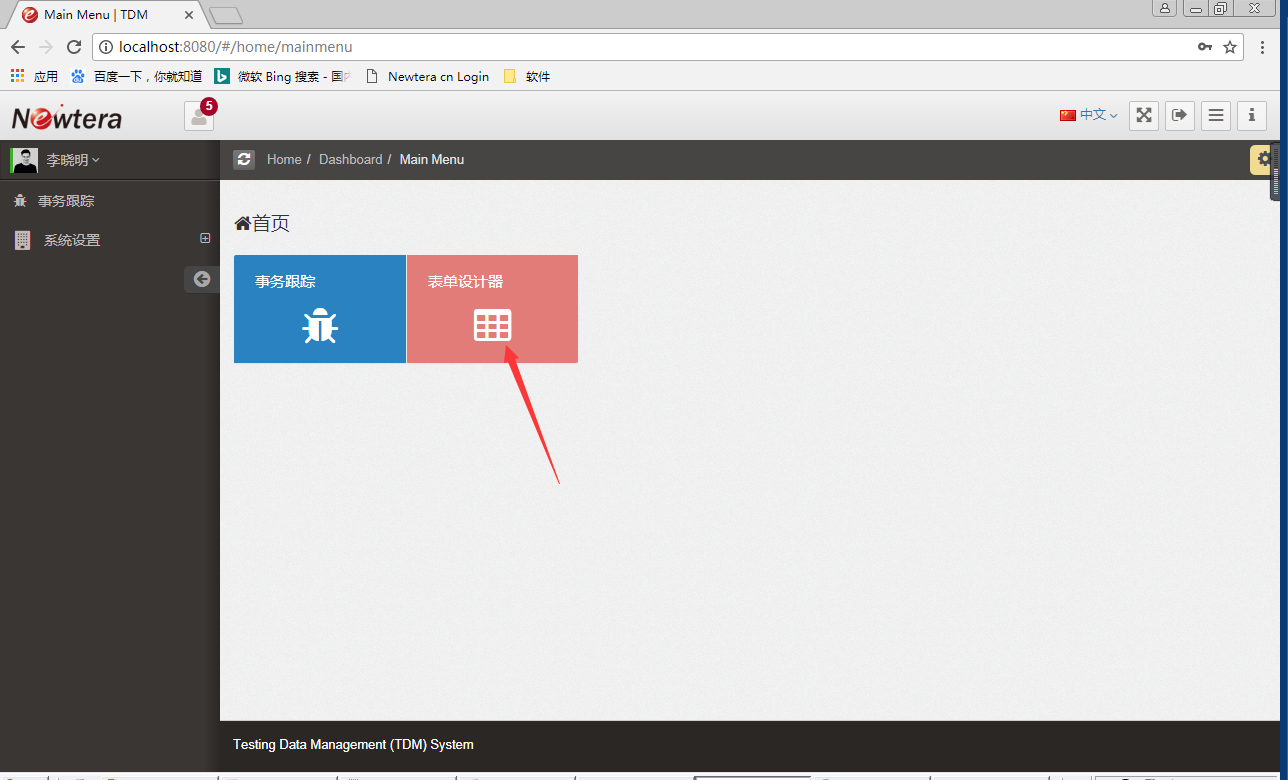 Main Menu | TDM
localhost:8080/#/home/mainmenu
应用 百度一下，你就知道 微软 Bing 搜索 - 国内 Newtera cn Login 软件
Newtera 5 中文
李晓明 Home / Dashboard / Main Menu
事务跟踪
系统设置
首页
事务跟踪 表单设计器
Testing Data Management (TDM) System